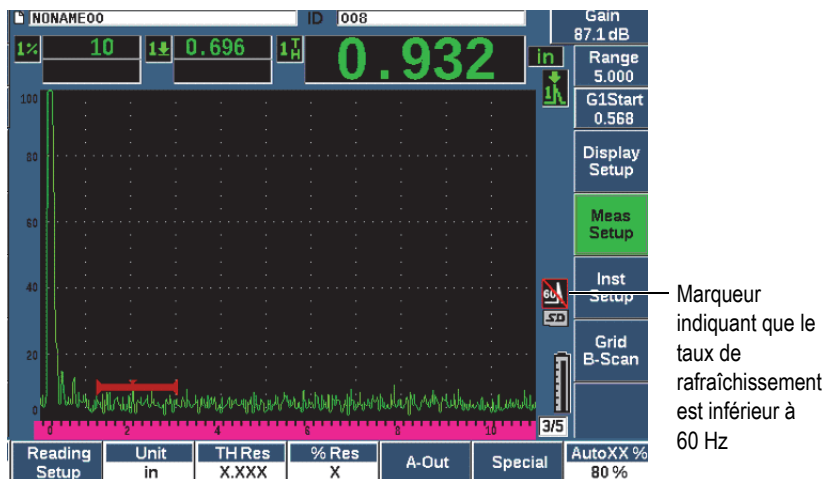 NONAME00
ID 008
Gain
87.1 dB
1% 10
1 0.696
1 T H 0.932 in
Range
5.000
G1Start
0.568
Display
Setup
Meas
Setup
Inst
Setup
Grid
B-Scan
1
60
SD
3/5
100
80
60
40
20
0
0 2 4 6 8 10
Reading
Setup
Unit
in
TH Res
X.XXX
% Res
X
A-Out
Special
AutoXX %
80 %
Marqueur
indiquant que le
taux de
rafraîchissement
est inférieur à
60 Hz